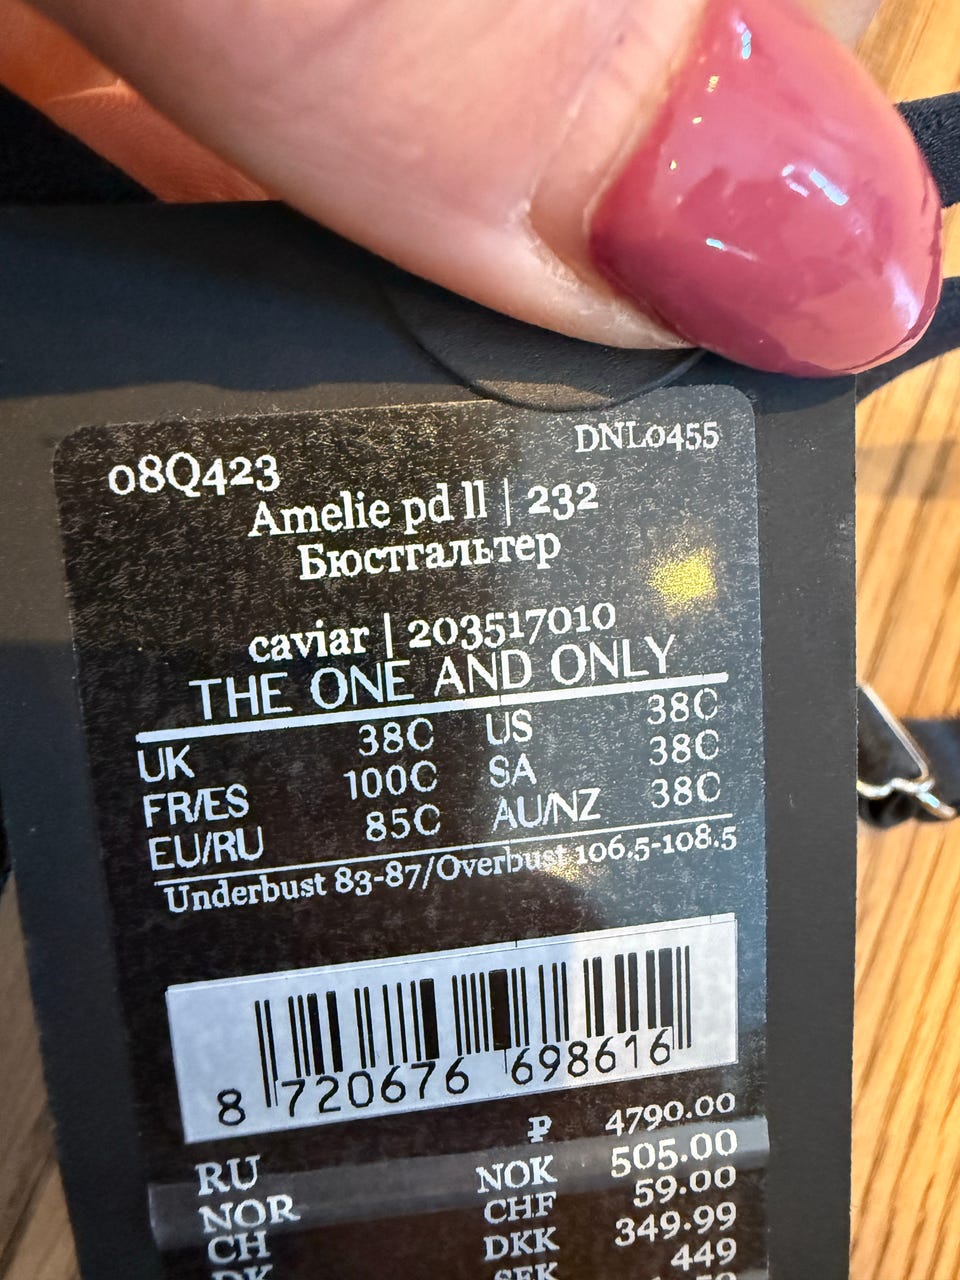 DNL0455
08Q423
Amelie pd ll | 232
Бюстгальтер
caviar | 203517010
THE ONE AND ONLY
UK 38C US 38C
FR/ES 100C SA 38C
EU/RU 85C AU/NZ 38C
Underbust 83-87/Overbust 106.5-108.5
8 720676 698616
RU ₽ 4790.00
NOR NOK 505.00
CH CHF 59.00
DK DKK 349.99
SEK 449